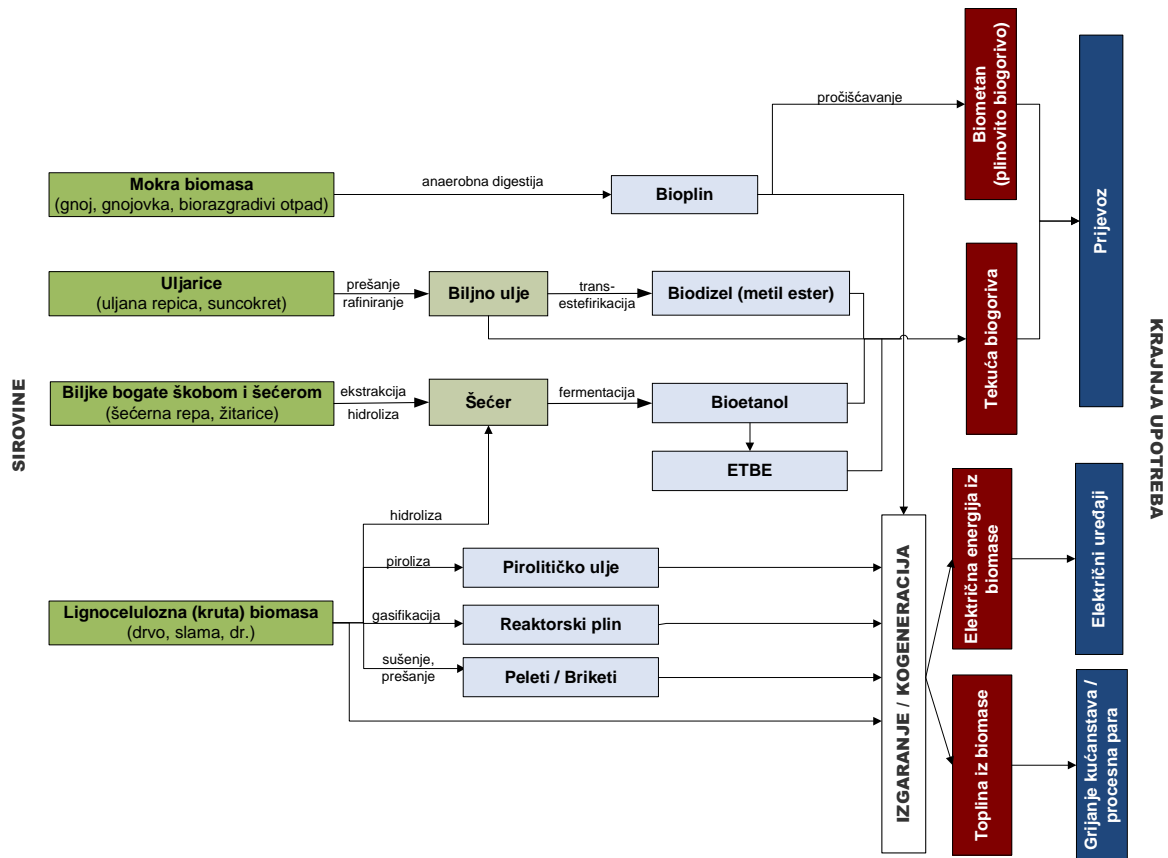 SIROVINE
Mokra biomasa
(gnoj, gnojovka, biorazgradivi otpad)
anaerobna digestija
Bioplin
pročišćavanje
Biometan
(plinovito biogorivo)
Prijevoz
Uljarice
(uljana repica, suncokret)
prešanje
rafiniranje
Biljno ulje
trans-
estefirikacija
Biodizel (metil ester)
Tekuća biogoriva
Biljke bogate škobom i šećerom
(šećerna repa, žitarice)
ekstrakcija
hidroliza
Šećer
fermentacija
Bioetanol
ETBE
Lignocelulozna (kruta) biomasa
(drvo, slama, dr.)
hidroliza
piroliza
Pirolitičko ulje
gasifikacija
Reaktorski plin
sušenje,
prešanje
Peleti / Briketi
IZGARANJE / KOGENERACIJA
Električna energija iz
biomase
Električni uređaji
Toplina iz biomase
Grijanje kućanstava /
procesna para
KRAJNJA UPOTREBA